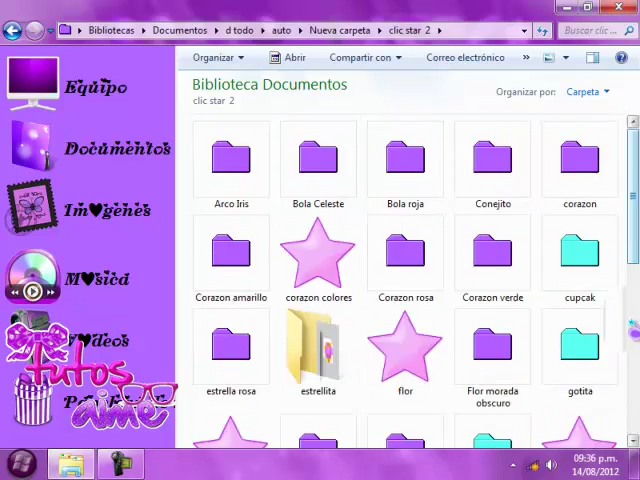 Bibliotecas ▸ Documentos ▸ d todo ▸ auto ▸ Nueva carpeta ▸ clic star 2 ▸
Buscar clic...
Organizar
Abrir
Compartir con
Correo electrónico
»
Biblioteca Documentos
clic star 2
Organizar por: Carpeta
Equipo
Documentos
Im♥genes
M♥sica
V♥deos
tutos
aime
Arco Iris
Bola Celeste
Bola roja
Conejito
corazon
Corazon amarillo
corazon colores
Corazon rosa
Corazon verde
cupcak
estrella rosa
estrellita
flor
Flor morada
obscuro
gotita
09:36 p.m.
14/08/2012